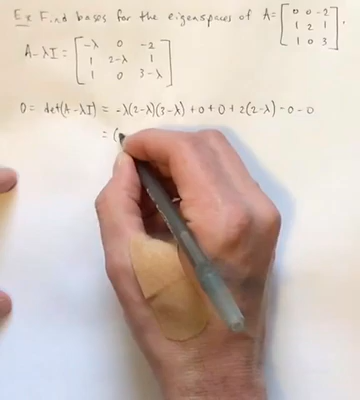 Ex Find bases for the eigenspaces of A = [0 0 -2; 1 2 1; 1 0 3].
A-λI = [-λ 0 -2; 1 2-λ 1; 1 0 3-λ]
0 = det(A-λI) = -λ(2-λ)(3-λ) + 0 + 0 + 2(2-λ) - 0 - 0
= (